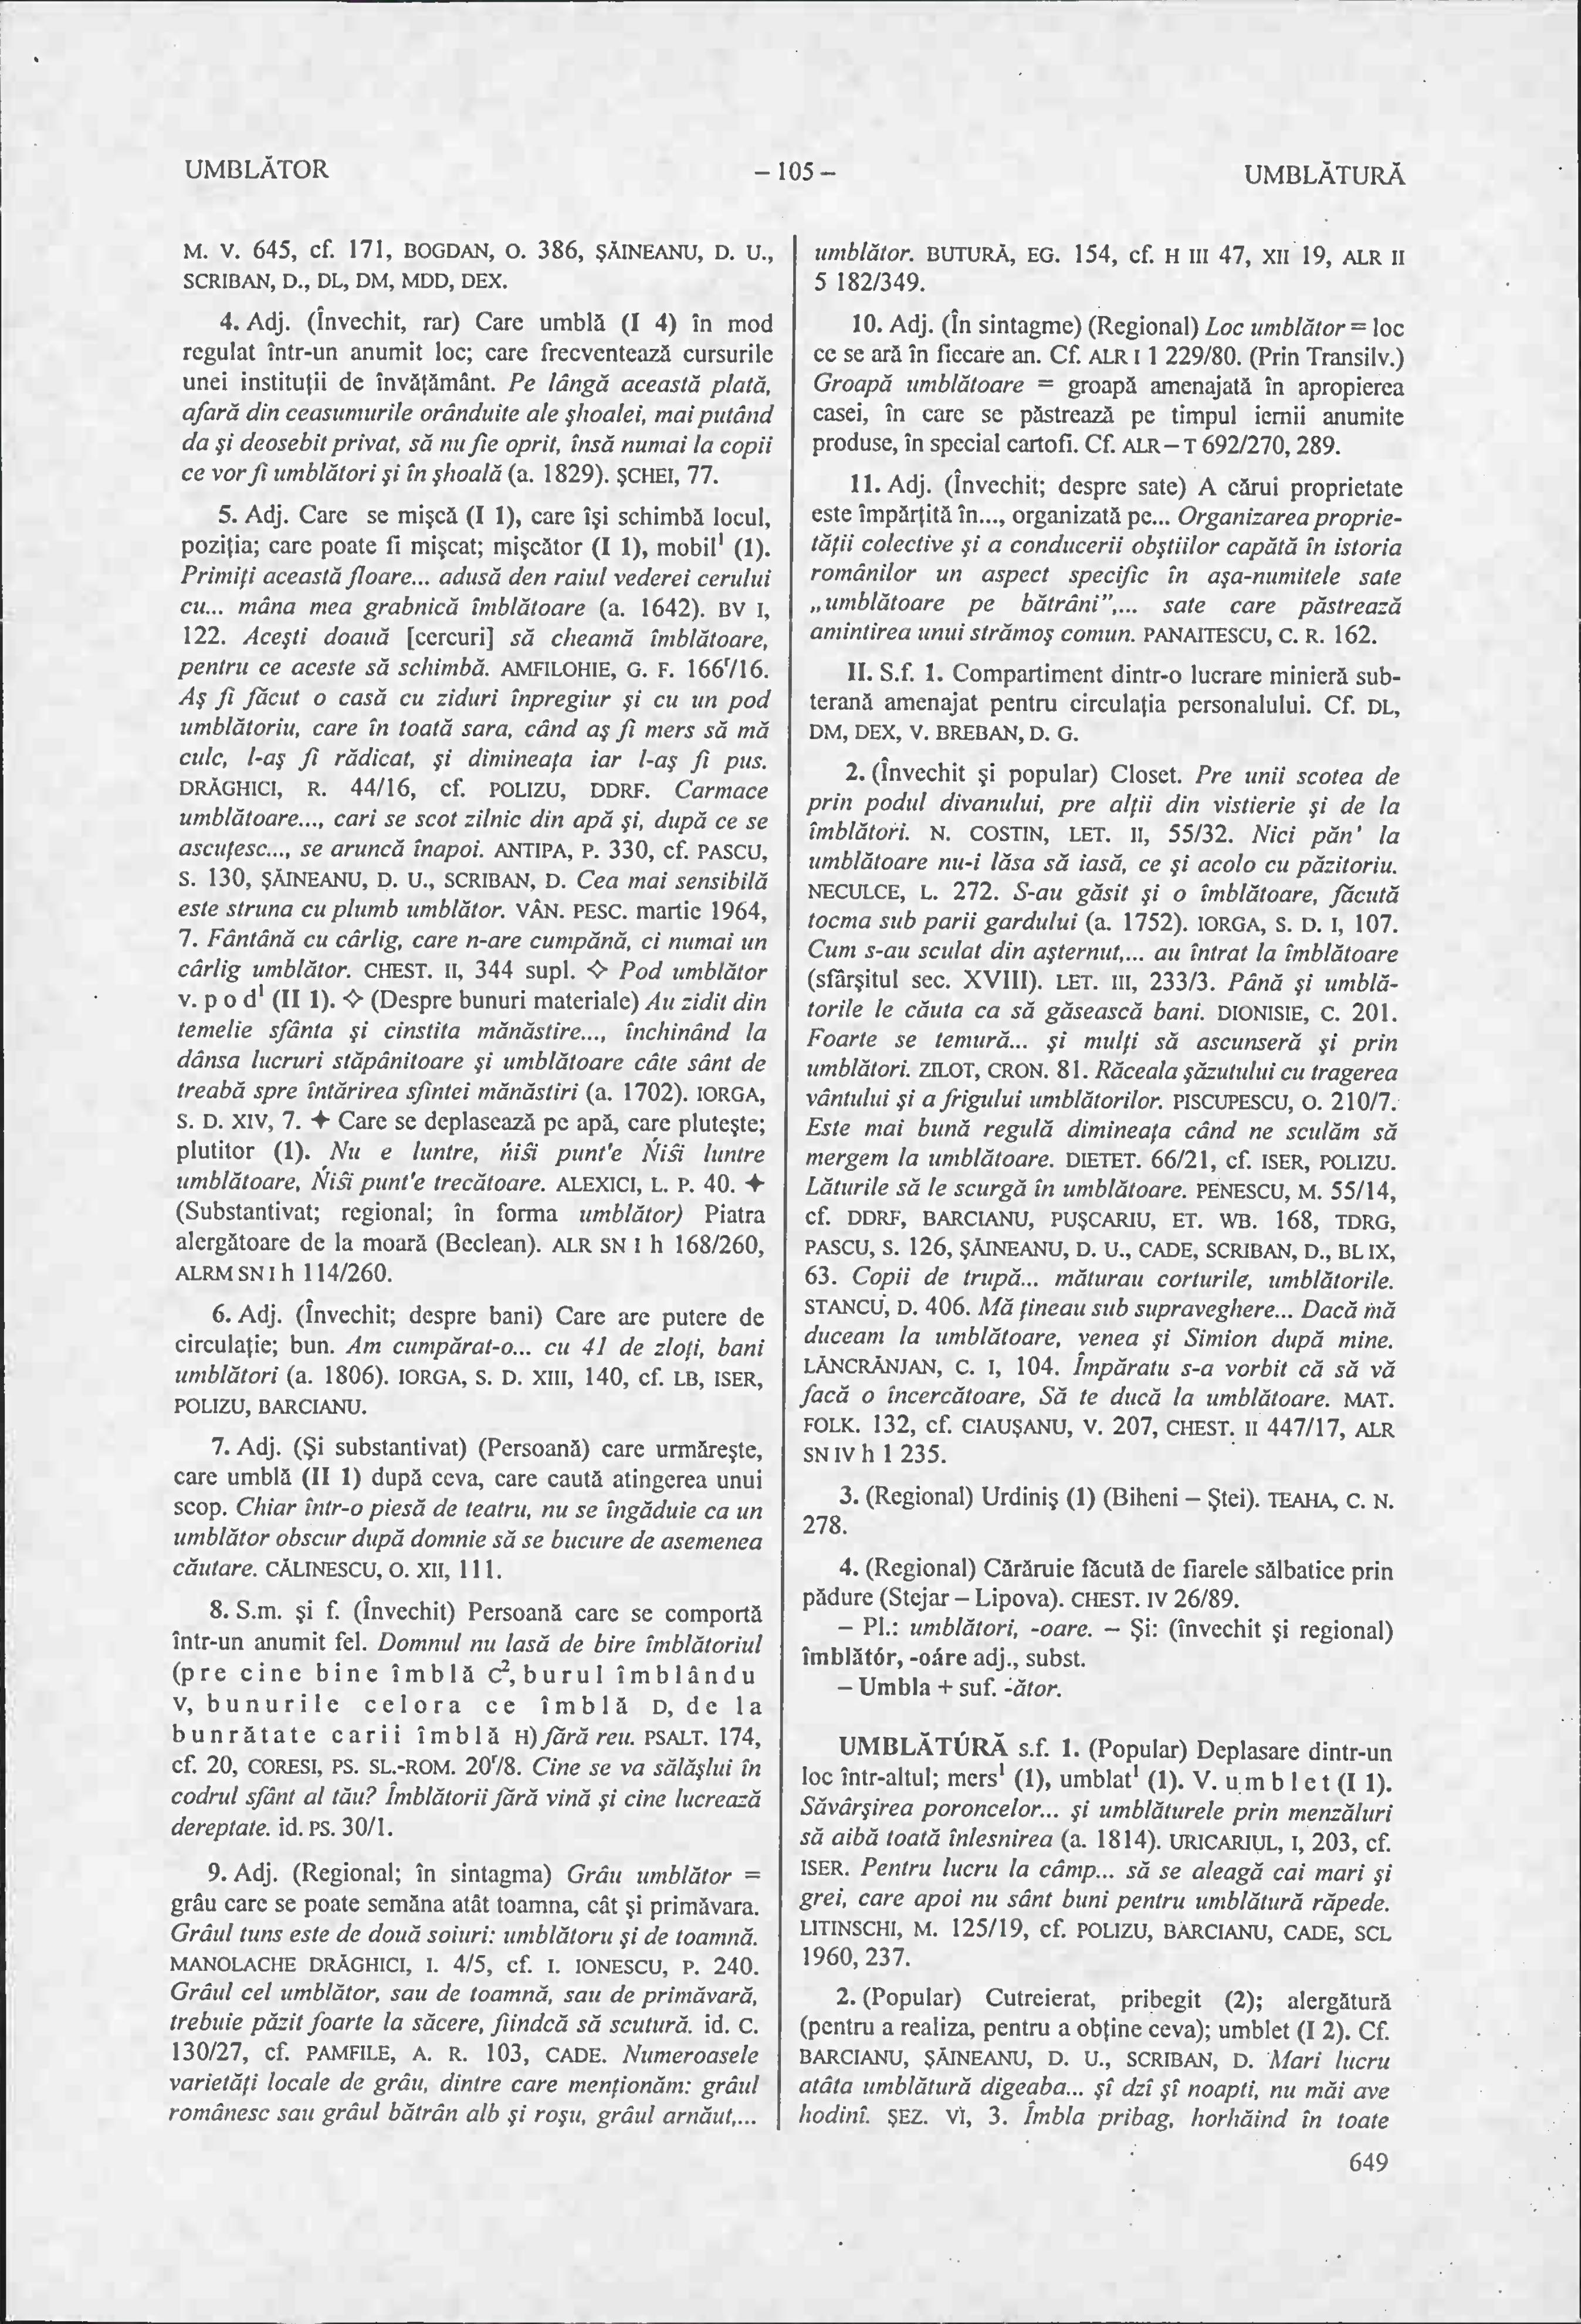 UMBLĂTOR
– 105 –
UMBLĂTURĂ
M. V. 645, cf. 171, BOGDAN, O. 386, ŞĂINEANU, D. U.,
SCRIBAN, D., DL, DM, MDD, DEX.
4. Adj. (Învechit, rar) Care umblă (I 4) în mod
regulat într-un anumit loc; care frecventează cursurile
unei instituţii de învăţământ. Pe lângă această plată,
afară din ceasumurile orânduite ale şhoalei, mai putând
da şi deosebit privat, să nu fie oprit, însă numai la copii
ce vor fi umblători şi în şhoală (a. 1829). ŞCHEI, 77.
5. Adj. Care se mişcă (I 1), care îşi schimbă locul,
poziţia; care poate fi mişcat; mişcător (I 1), mobil¹ (1).
Primiţi această floare... adusă den raiul vederei cerului
cu... mâna mea grabnică îmblătoare (a. 1642). BV I,
122. Aceşti doauă [cercuri] să cheamă îmblătoare,
pentru ce aceste să schimbă. AMFILOHIE, G. F. 166ʳ/16.
Aş fi făcut o casă cu ziduri înpregiur şi cu un pod
umblătoriu, care în toată sara, când aş fi mers să mă
culc, l-aş fi rădicat, şi dimineaţa iar l-aş fi pus.
DRĂGHICI, R. 44/16, cf. POLIZU, DDRF. Carmace
umblătoare..., cari se scot zilnic din apă şi, după ce se
ascuţesc..., se aruncă înapoi. ANTIPA, P. 330, cf. PASCU,
S. 130, ŞĂINEANU, D. U., SCRIBAN, D. Cea mai sensibilă
este struna cu plumb umblător. VÂN. PESC. martie 1964,
7. Fântână cu cârlig, care n-are cumpănă, ci numai un
cârlig umblător. CHEST. II, 344 supl. ◇ Pod umblător
v. p o d¹ (II 1). ◇ (Despre bunuri materiale) Au zidit din
temelie sfânta şi cinstita mănăstire..., închinând la
dânsa lucruri stăpânitoare şi umblătoare câte sânt de
treabă spre întărirea sfintei mănăstiri (a. 1702). IORGA,
S. D. XIV, 7. ✦ Care se deplasează pe apă, care pluteşte;
plutitor (1). Nu e luntre, ńiśi punt'e Ńiśi luntre
umblătoare, Ńiśi punt'e trecătoare. ALEXICI, L. P. 40. ✦
(Substantivat; regional; în forma umblător) Piatra
alergătoare de la moară (Beclean). ALR SN I h 168/260,
ALRM SN I h 114/260.
6. Adj. (Învechit; despre bani) Care are putere de
circulaţie; bun. Am cumpărat-o... cu 41 de zloţi, bani
umblători (a. 1806). IORGA, S. D. XIII, 140, cf. LB, ISER,
POLIZU, BARCIANU.
7. Adj. (Şi substantivat) (Persoană) care urmăreşte,
care umblă (II 1) după ceva, care caută atingerea unui
scop. Chiar într-o piesă de teatru, nu se îngăduie ca un
umblător obscur după domnie să se bucure de asemenea
căutare. CĂLINESCU, O. XII, 111.
8. S.m. şi f. (Învechit) Persoană care se comportă
într-un anumit fel. Domnul nu lasă de bire îmblătoriul
(p r e c i n e b i n e î m b l ă C², b u r u l î m b l â n d u
V, b u n u r i l e c e l o r a c e î m b l ă D, d e l a
b u n r ă t a t e c a r i i î m b l ă H) fără reu. PSALT. 174,
cf. 20, CORESI, PS. SL.-ROM. 20ʳ/8. Cine se va sălăşlui în
codrul sfânt al tău? Îmblătorii fără vină şi cine lucrează
dereptate. id. PS. 30/1.
9. Adj. (Regional; în sintagma) Grâu umblător =
grâu care se poate semăna atât toamna, cât şi primăvara.
Grâul tuns este de două soiuri: umblătoru şi de toamnă.
MANOLACHE DRĂGHICI, I. 4/5, cf. I. IONESCU, P. 240.
Grâul cel umblător, sau de toamnă, sau de primăvară,
trebuie păzit foarte la săcere, fiindcă să scutură. id. C.
130/27, cf. PAMFILE, A. R. 103, CADE. Numeroasele
varietăţi locale de grâu, dintre care menţionăm: grâul
românesc sau grâul bătrân alb şi roşu, grâul arnăut,...
umblător. BUTURĂ, EG. 154, cf. H III 47, XII 19, ALR II
5 182/349.
10. Adj. (În sintagme) (Regional) Loc umblător = loc
ce se ară în fiecare an. Cf. ALR I 1 229/80. (Prin Transilv.)
Groapă umblătoare = groapă amenajată în apropierea
casei, în care se păstrează pe timpul iernii anumite
produse, în special cartofi. Cf. ALR – T 692/270, 289.
11. Adj. (Învechit; despre sate) A cărui proprietate
este împărţită în..., organizată pe... Organizarea proprie-
tăţii colective şi a conducerii obştiilor capătă în istoria
românilor un aspect specific în aşa-numitele sate
„umblătoare pe bătrâni”,... sate care păstrează
amintirea unui strămoş comun. PANAITESCU, C. R. 162.
II. S.f. 1. Compartiment dintr-o lucrare minieră sub-
terană amenajat pentru circulaţia personalului. Cf. DL,
DM, DEX, V. BREBAN, D. G.
2. (Învechit şi popular) Closet. Pre unii scotea de
prin podul divanului, pre alţii din vistierie şi de la
îmblători. N. COSTIN, LET. II, 55/32. Nici păn' la
umblătoare nu-i lăsa să iasă, ce şi acolo cu păzitoriu.
NECULCE, L. 272. S-au găsit şi o îmblătoare, făcută
tocma sub parii gardului (a. 1752). IORGA, S. D. I, 107.
Cum s-au sculat din aşternut,... au întrat la îmblătoare
(sfârşitul sec. XVIII). LET. III, 233/3. Până şi umblă-
torile le căuta ca să găsească bani. DIONISIE, C. 201.
Foarte se temură... şi mulţi să ascunseră şi prin
umblători. ZILOT, CRON. 81. Răceala şăzutului cu tragerea
vântului şi a frigului umblătorilor. PISCUPESCU, O. 210/7.
Este mai bună regulă dimineaţa când ne sculăm să
mergem la umblătoare. DIETET. 66/21, cf. ISER, POLIZU.
Lăturile să le scurgă în umblătoare. PENESCU, M. 55/14,
cf. DDRF, BARCIANU, PUŞCARIU, ET. WB. 168, TDRG,
PASCU, S. 126, ŞĂINEANU, D. U., CADE, SCRIBAN, D., BL IX,
63. Copii de trupă... măturau corturile, umblătorile.
STANCU, D. 406. Mă ţineau sub supraveghere... Dacă mă
duceam la umblătoare, venea şi Simion după mine.
LĂNCRĂNJAN, C. I, 104. Împăratu s-a vorbit că să vă
facă o încercătoare, Să te ducă la umblătoare. MAT.
FOLK. 132, cf. CIAUŞANU, V. 207, CHEST. II 447/17, ALR
SN IV h 1 235.
3. (Regional) Urdiniş (1) (Biheni – Ştei). TEAHA, C. N.
278.
4. (Regional) Cărăruie făcută de fiarele sălbatice prin
pădure (Stejar – Lipova). CHEST. IV 26/89.
– Pl.: umblători, -oare. – Şi: (învechit şi regional)
îmblătór, -oáre adj., subst.
– Umbla + suf. -ător.
UMBLĂTÚRĂ s.f. 1. (Popular) Deplasare dintr-un
loc într-altul; mers¹ (1), umblat¹ (1). V. u m b l e t (I 1).
Săvârşirea poroncelor... şi umblăturele prin menzăluri
să aibă toată înlesnirea (a. 1814). URICARIUL, I, 203, cf.
ISER. Pentru lucru la câmp... să se aleagă cai mari şi
grei, care apoi nu sânt buni pentru umblătură răpede.
LITINSCHI, M. 125/19, cf. POLIZU, BARCIANU, CADE, SCL
1960, 237.
2. (Popular) Cutreierat, pribegit (2); alergătură
(pentru a realiza, pentru a obţine ceva); umblet (I 2). Cf.
BARCIANU, ŞĂINEANU, D. U., SCRIBAN, D. Mari lucru
atâta umblătură digeaba... şî dzî şî noapti, nu măi ave
hodinî. ŞEZ. VI, 3. Îmbla pribag, horhăind în toate
649